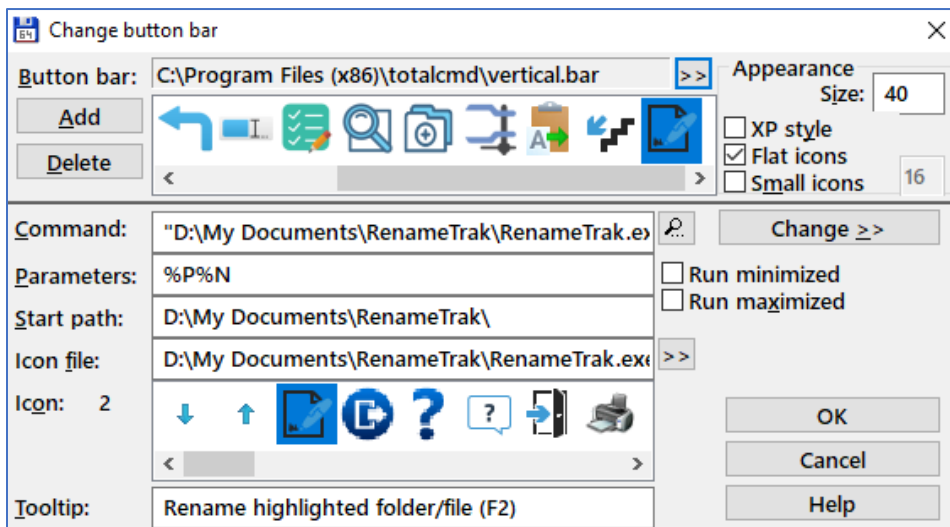 Change button bar
Button bar: C:\Program Files (x86)\totalcmd\vertical.bar >>
Appearance
Size: 40
Add
Delete
XP style
Flat icons
Small icons 16
Command: "D:\My Documents\RenameTrak\RenameTrak.ex
Change >>
Parameters: %P%N
Run minimized
Run maximized
Start path: D:\My Documents\RenameTrak\
Icon file: D:\My Documents\RenameTrak\RenameTrak.exe >>
Icon: 2
OK
Cancel
Tooltip: Rename highlighted folder/file (F2)
Help